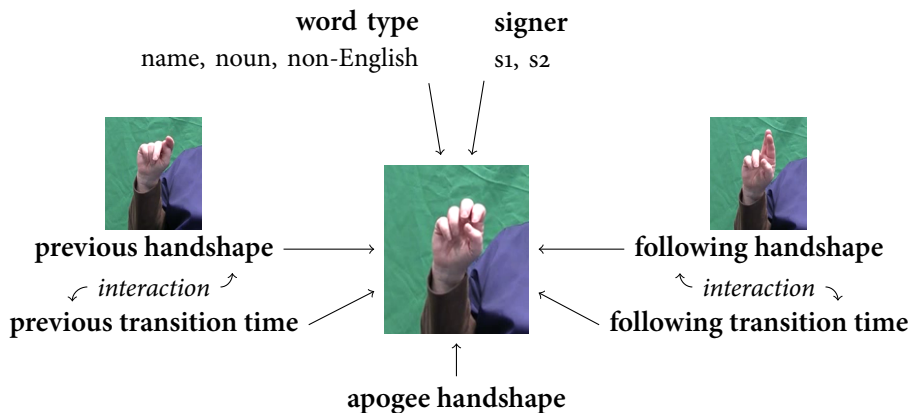 word type
name, noun, non-English
signer
s1, s2
previous handshape
interaction
previous transition time
following handshape
interaction
following transition time
apogee handshape